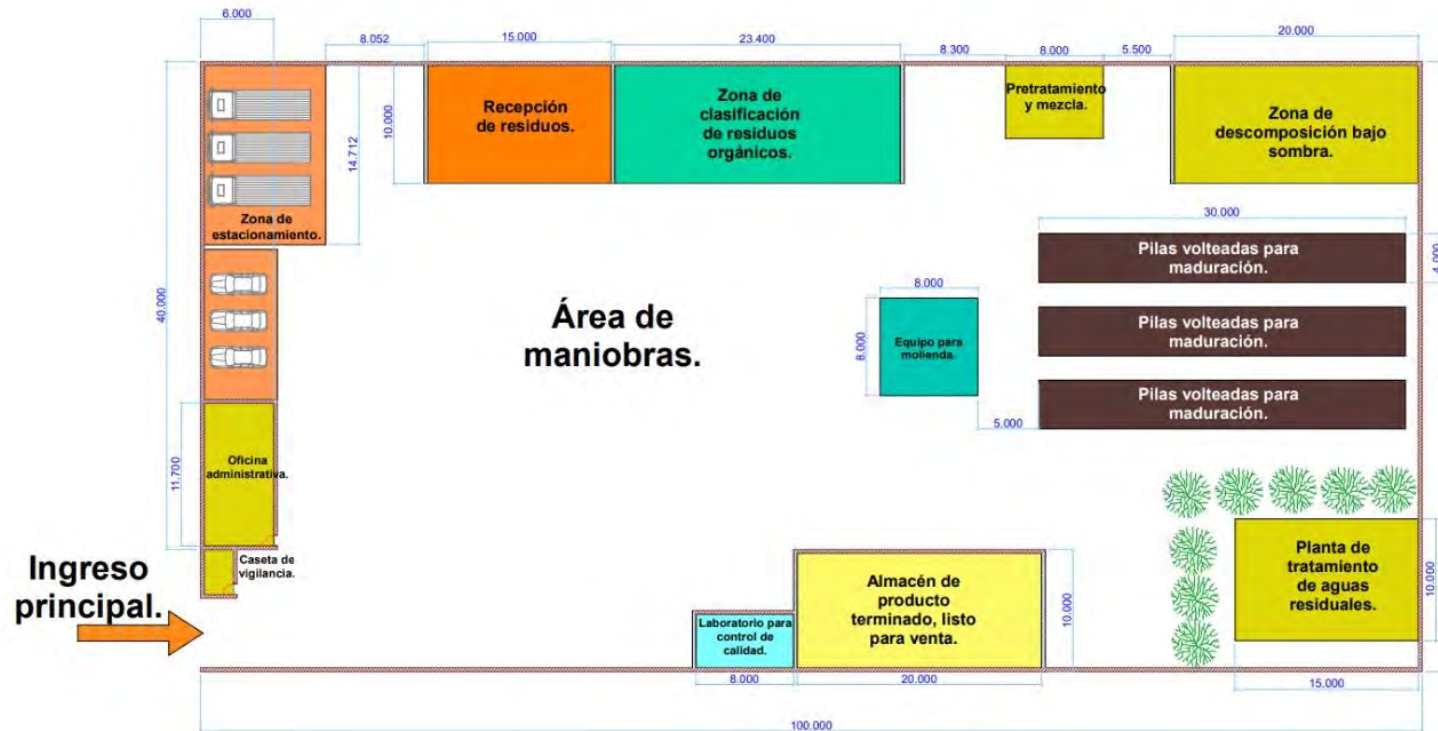 6.000
8.052
15.000
23.400
8.300
8.000
5.500
20.000
10.000
14.712
40.000
Recepción
de residuos.
Zona de
clasificación
de residuos
orgánicos.
Pretratamiento
y mezcla.
Zona de
descomposición bajo
sombra.
Zona de
estacionamiento.
30.000
Pilas volteadas para
maduración.
4.000
Pilas volteadas para
maduración.
Pilas volteadas para
maduración.
8.000
8.000
Equipo para
molienda.
5.000
Área de
maniobras.
11.700
Oficina
administrativa.
Caseta de
vigilancia.
Ingreso
principal.
Laboratorio para
control de
calidad.
8.000
Almacén de
producto
terminado, listo
para venta.
10.000
20.000
Planta de
tratamiento
de aguas
residuales.
10.000
15.000
100.000